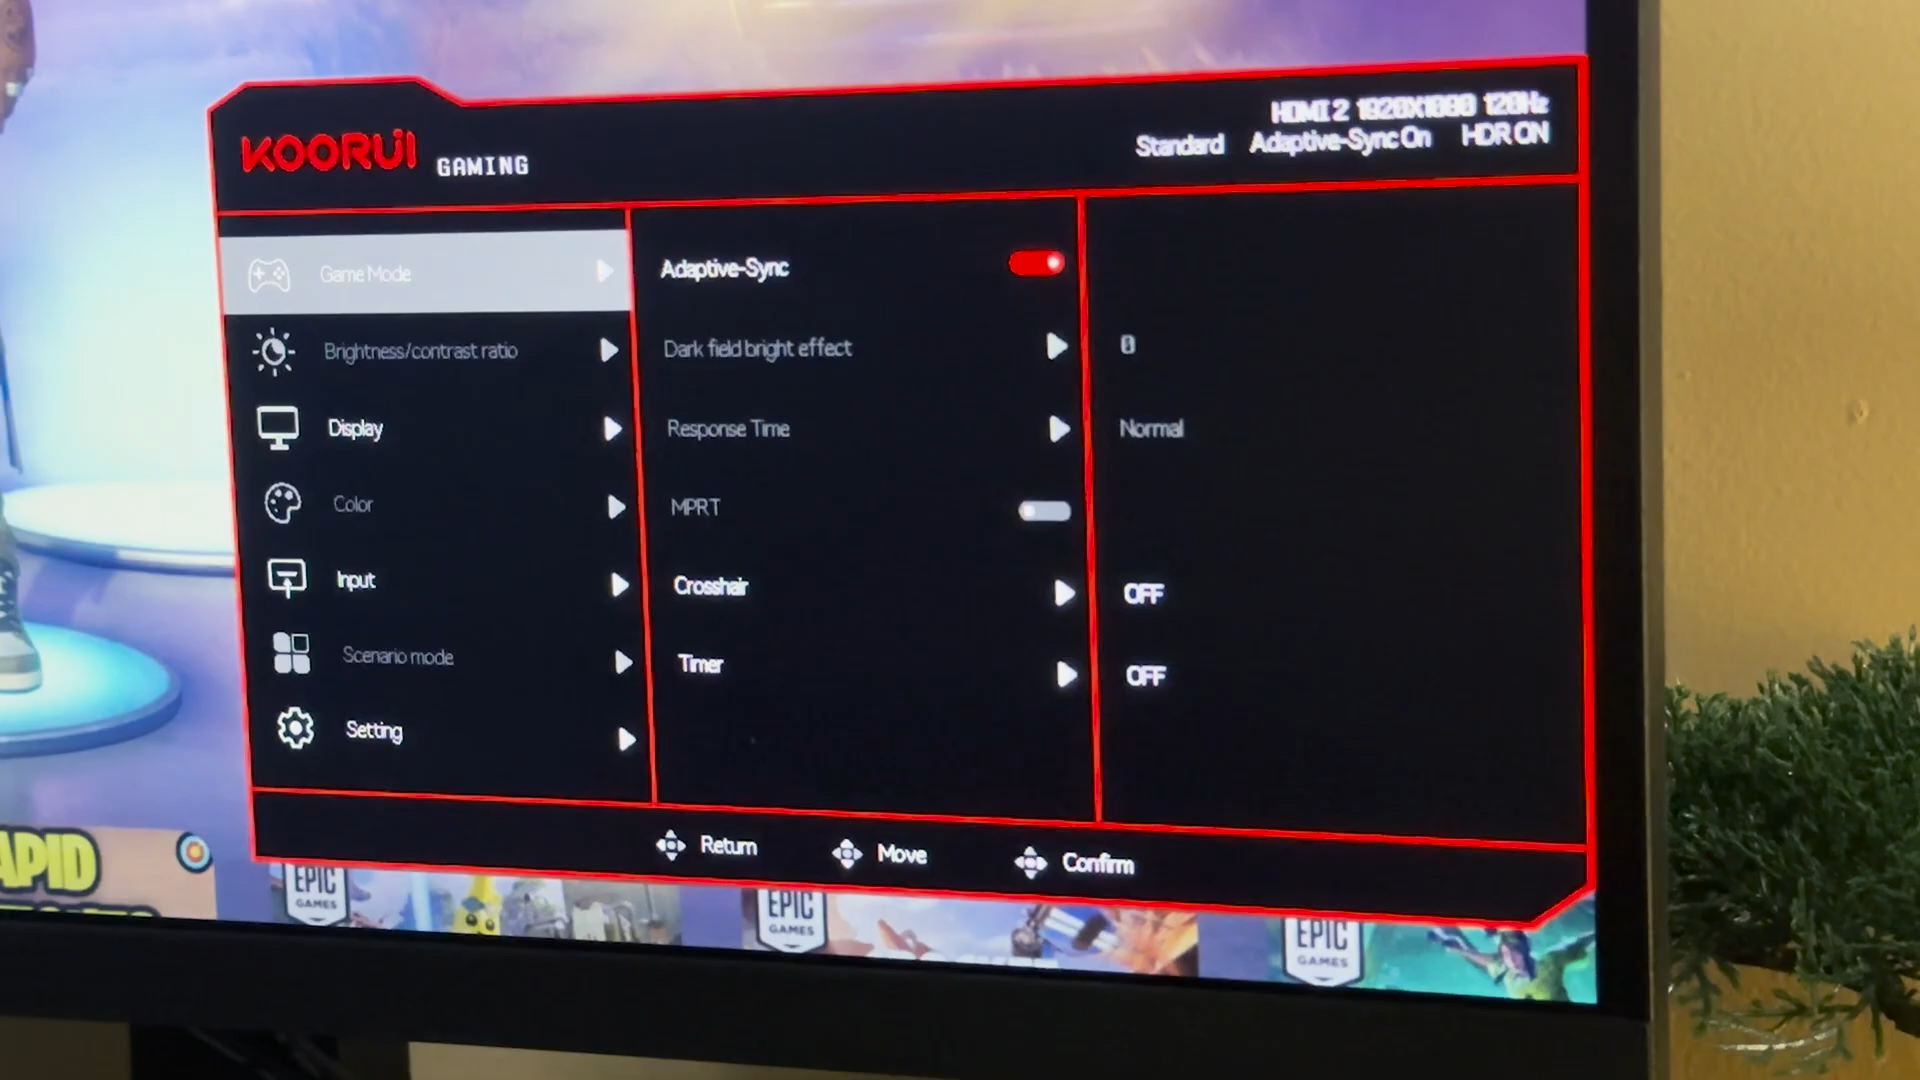 HDMI 2 1920X1080 120Hz
Standard Adaptive-Sync On HDR ON
KOORUI GAMING
Game Mode
Brightness/contrast ratio
Display
Color
Input
Scenario mode
Setting
Adaptive-Sync
Dark field bright effect 0
Response Time Normal
MPRT
Crosshair OFF
Timer OFF
Return Move Confirm
APID
EPIC GAMES
EPIC GAMES
EPIC GAMES